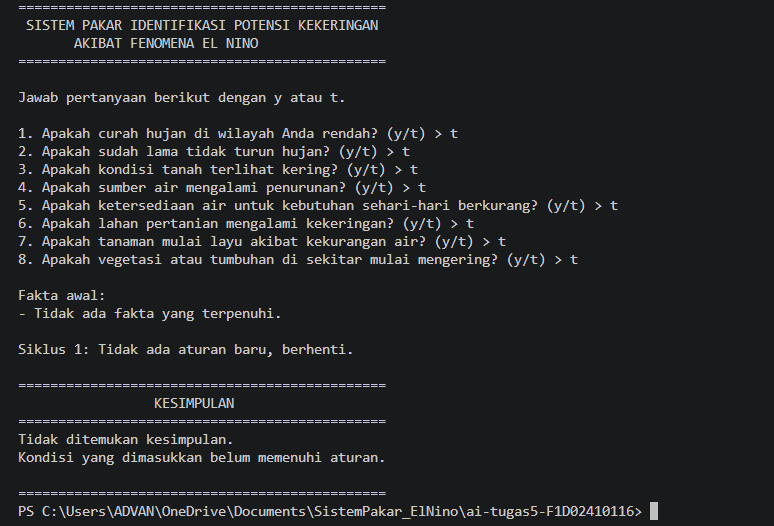 ==============================================
SISTEM PAKAR IDENTIFIKASI POTENSI KEKERINGAN
AKIBAT FENOMENA EL NINO
==============================================
Jawab pertanyaan berikut dengan y atau t.
1. Apakah curah hujan di wilayah Anda rendah? (y/t) > t
2. Apakah sudah lama tidak turun hujan? (y/t) > t
3. Apakah kondisi tanah terlihat kering? (y/t) > t
4. Apakah sumber air mengalami penurunan? (y/t) > t
5. Apakah ketersediaan air untuk kebutuhan sehari-hari berkurang? (y/t) > t
6. Apakah lahan pertanian mengalami kekeringan? (y/t) > t
7. Apakah tanaman mulai layu akibat kekurangan air? (y/t) > t
8. Apakah vegetasi atau tumbuhan di sekitar mulai mengering? (y/t) > t
Fakta awal:
- Tidak ada fakta yang terpenuhi.
Siklus 1: Tidak ada aturan baru, berhenti.
==============================================
KESIMPULAN
==============================================
Tidak ditemukan kesimpulan.
Kondisi yang dimasukkan belum memenuhi aturan.
==============================================
PS C:\Users\ADVAN\OneDrive\Documents\SistemPakar_ElNino\ai-tugas5-F1D02410116>